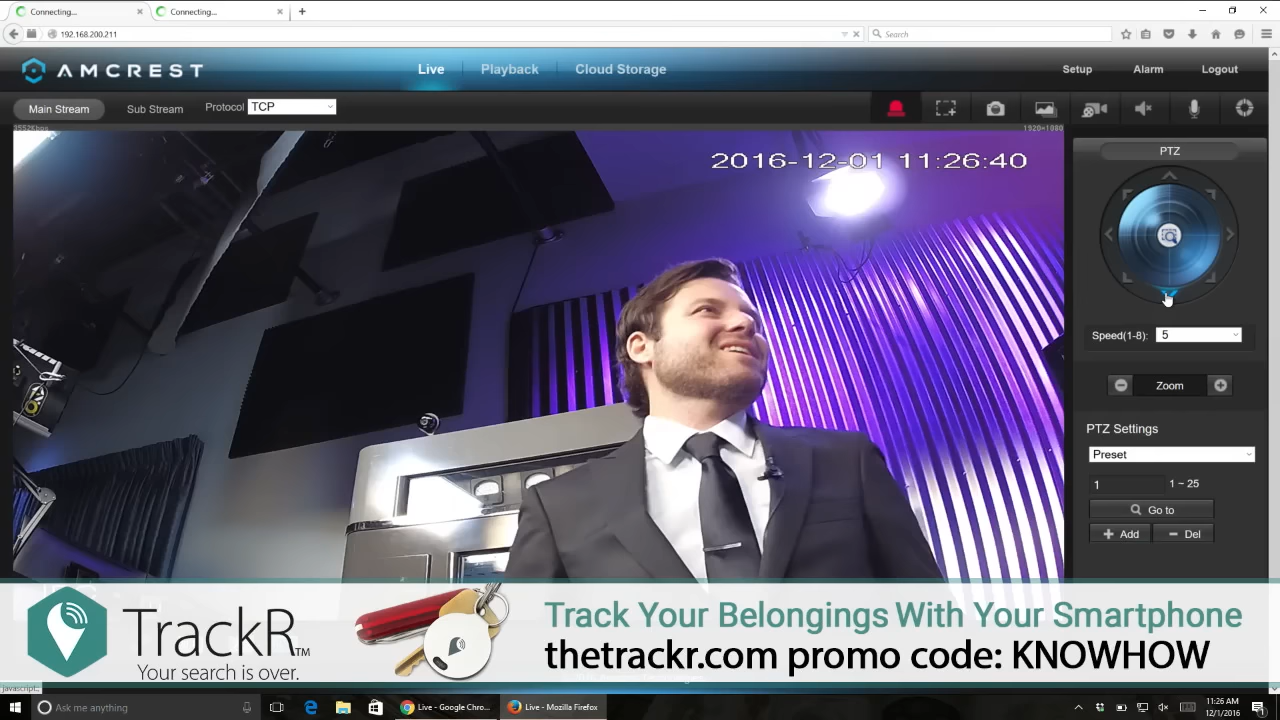 Connecting...
Connecting...
192.168.200.211
Search
AMCREST
Live
Playback
Cloud Storage
Setup
Alarm
Logout
Main Stream
Sub Stream
Protocol
TCP
3552Kbps
1920*1080
2016-12-01 11:26:40
PTZ
Speed(1-8):
5
Zoom
PTZ Settings
Preset
1
1 ~ 25
Go to
Add
Del
TrackR™
Your search is over.
Track Your Belongings With Your Smartphone
thetrackr.com promo code: KNOWHOW
javascript:;
Ask me anything
Live - Google Chro...
Live - Mozilla Firefox
11:26 AM
12/1/2016